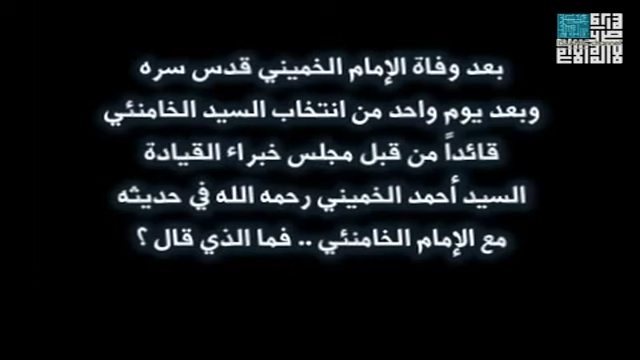 بعد وفاة الإمام الخميني قدس سره
وبعد يوم واحد من انتخاب السيد الخامنئي
قائداً من قبل مجلس خبراء القيادة
السيد أحمد الخميني رحمه الله في حديثه
مع الإمام الخامنئي .. فما الذي قال ؟